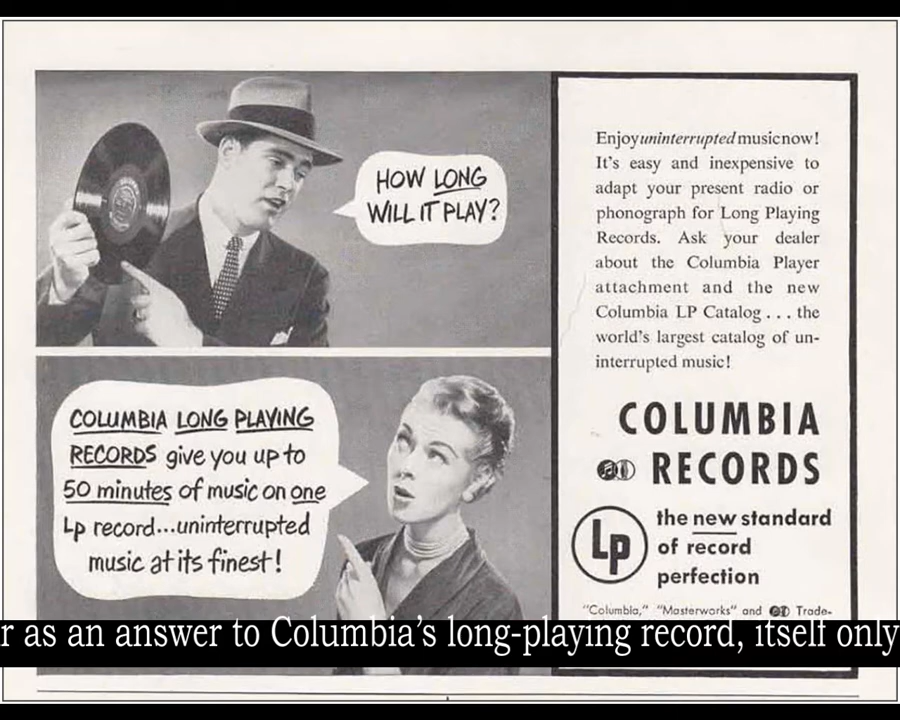 HOW LONG
WILL IT PLAY?
COLUMBIA LONG PLAYING
RECORDS give you up to
50 minutes of music on one
Lp record...uninterrupted
music at its finest!
Enjoy uninterrupted music now!
It's easy and inexpensive to
adapt your present radio or
phonograph for Long Playing
Records. Ask your dealer
about the Columbia Player
attachment and the new
Columbia LP Catalog . . . the
world's largest catalog of un-
interrupted music!
COLUMBIA
RECORDS
Lp
the new standard
of record
perfection
"Columbia," "Masterworks" and Trade-
r as an answer to Columbia's long-playing record, itself only